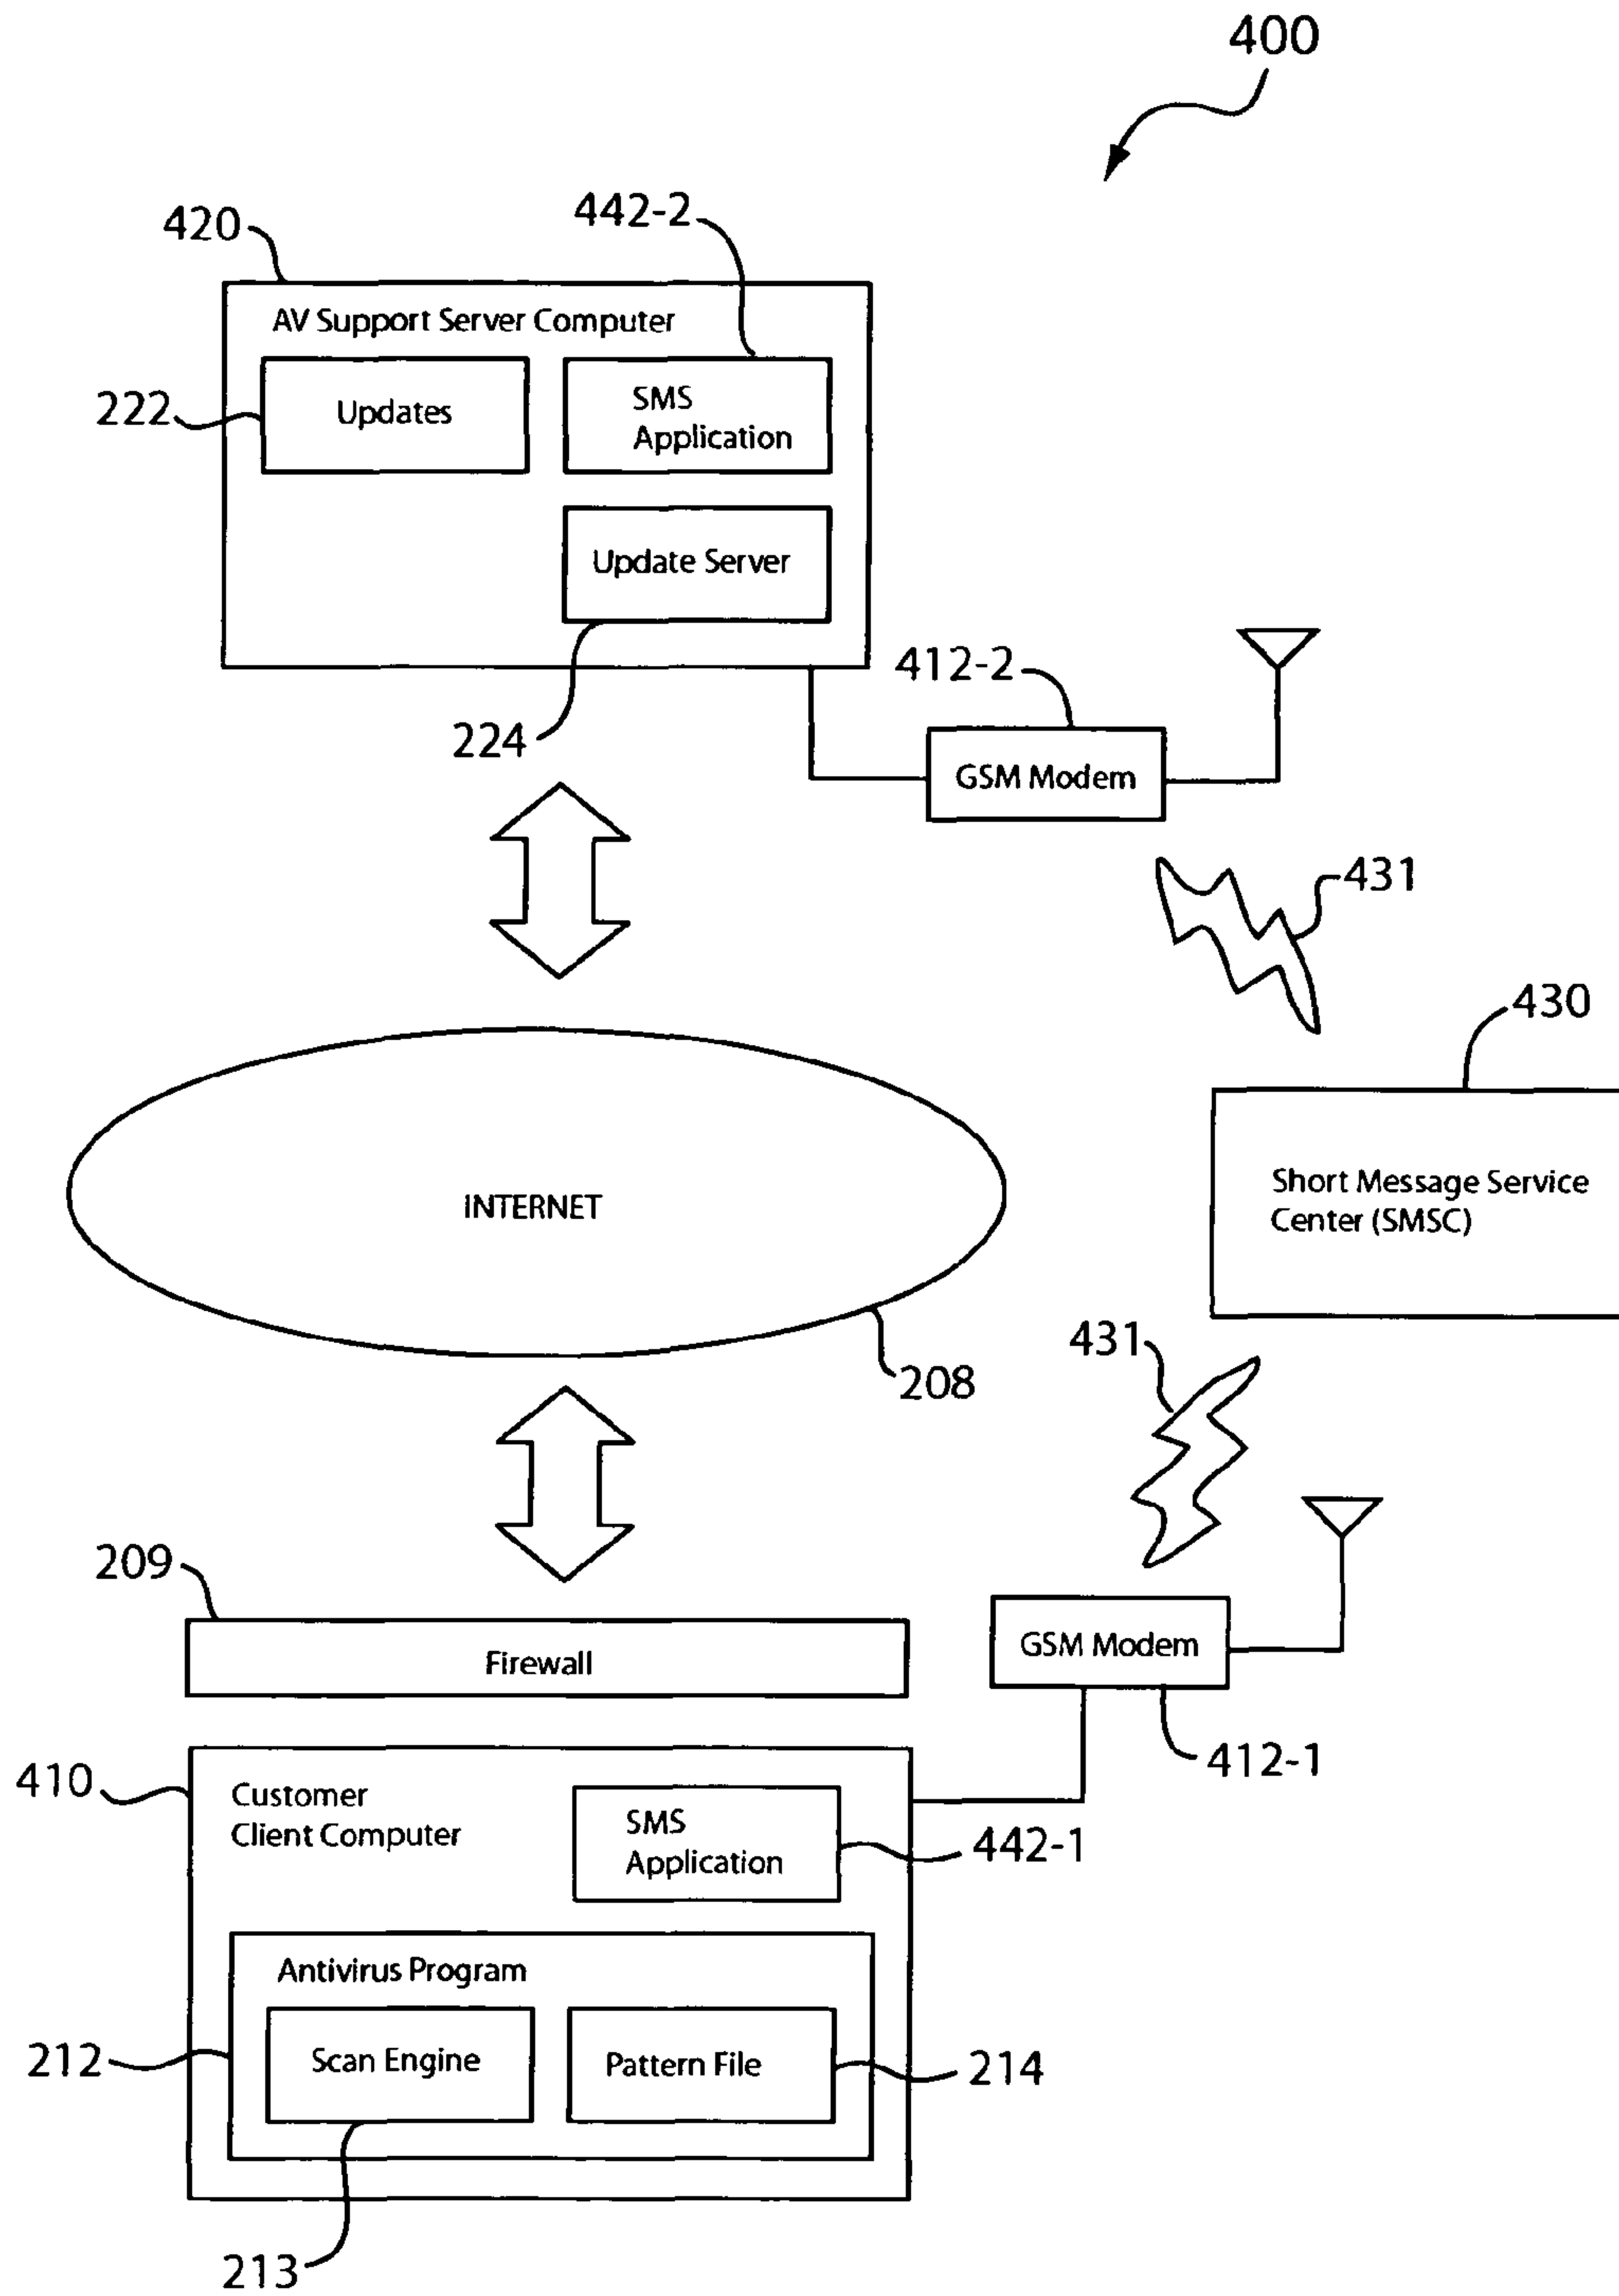 400
442-2
420
AV Support Server Computer
222
Updates
SMS
Application
Update Server
224
412-2
GSM Modem
431
430
Short Message Service
Center (SMSC)
INTERNET
208
431
209
Firewall
GSM Modem
412-1
410
Customer
Client Computer
SMS
Application
442-1
Antivirus Program
212
Scan Engine
Pattern File
214
213